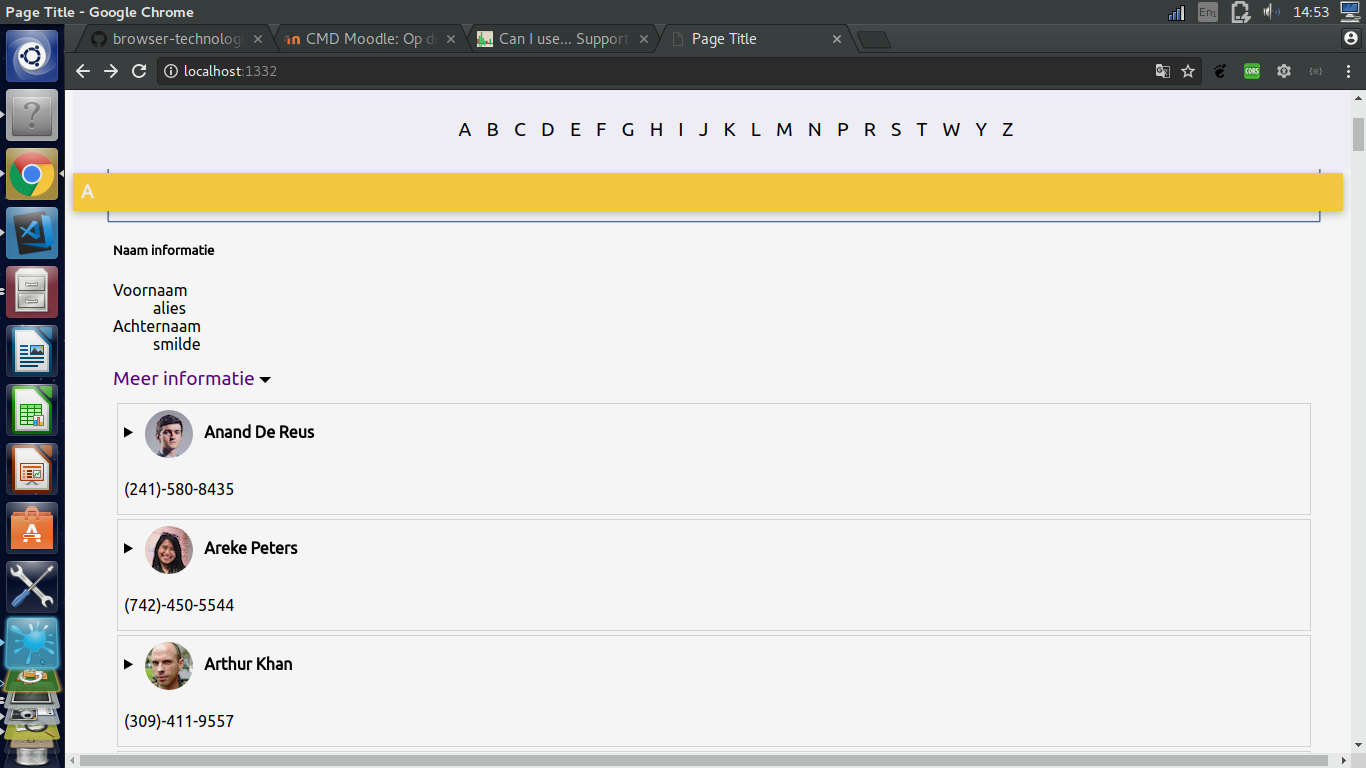 Page Title - Google Chrome
En1
14:53
browser-technolog
CMD Moodle: Op d
Can I use... Support
Page Title
localhost:1332
CORS
A B C D E F G H I J K L M N P R S T W Y Z
A
Naam informatie
Voornaam
alies
Achternaam
smilde
Meer informatie
Anand De Reus
(241)-580-8435
Areke Peters
(742)-450-5544
Arthur Khan
(309)-411-9557